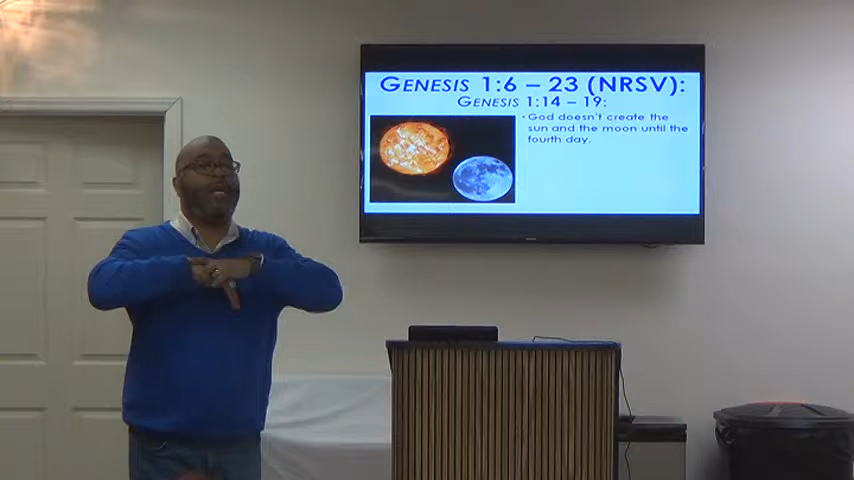 GENESIS 1:6 – 23 (NRSV):
GENESIS 1:14 – 19:
• God doesn't create the
sun and the moon until the
fourth day.